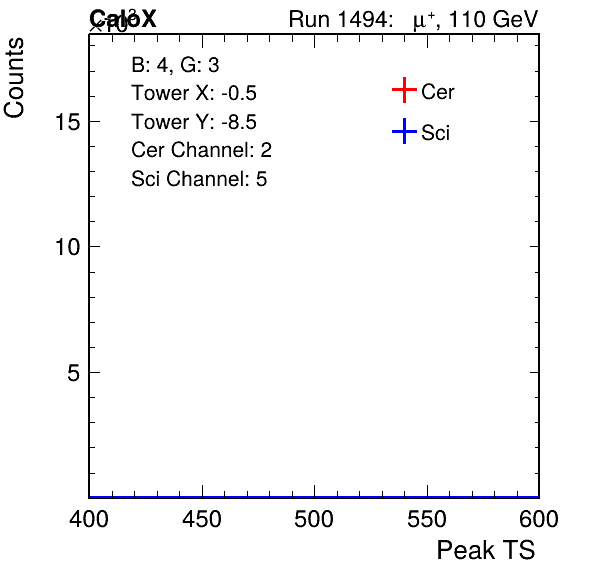 CaloX Run 1494: μ⁺, 110 GeV
×10³
Counts
B: 4, G: 3
Tower X: -0.5
Tower Y: -8.5
Cer Channel: 2
Sci Channel: 5
Cer
Sci
15
10
5
400 450 500 550 600
Peak TS